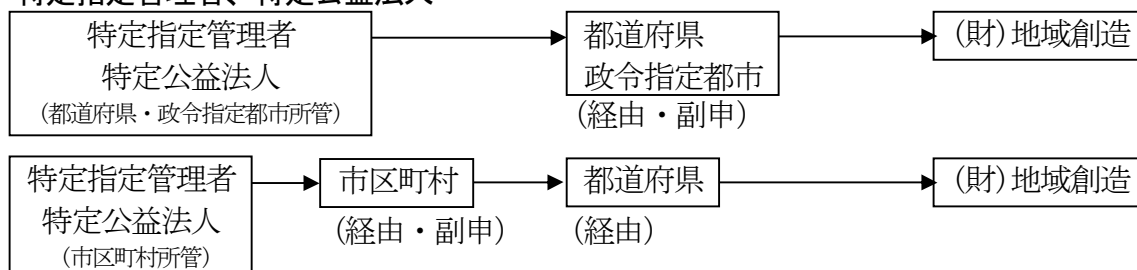 特定指定管理者、特定公益法人
特定指定管理者
特定公益法人
(都道府県・政令指定都市所管)
都道府県
政令指定都市
(経由・副申)
(財)地域創造
特定指定管理者
特定公益法人
(市区町村所管)
市区町村
(経由・副申)
都道府県
(経由)
(財)地域創造